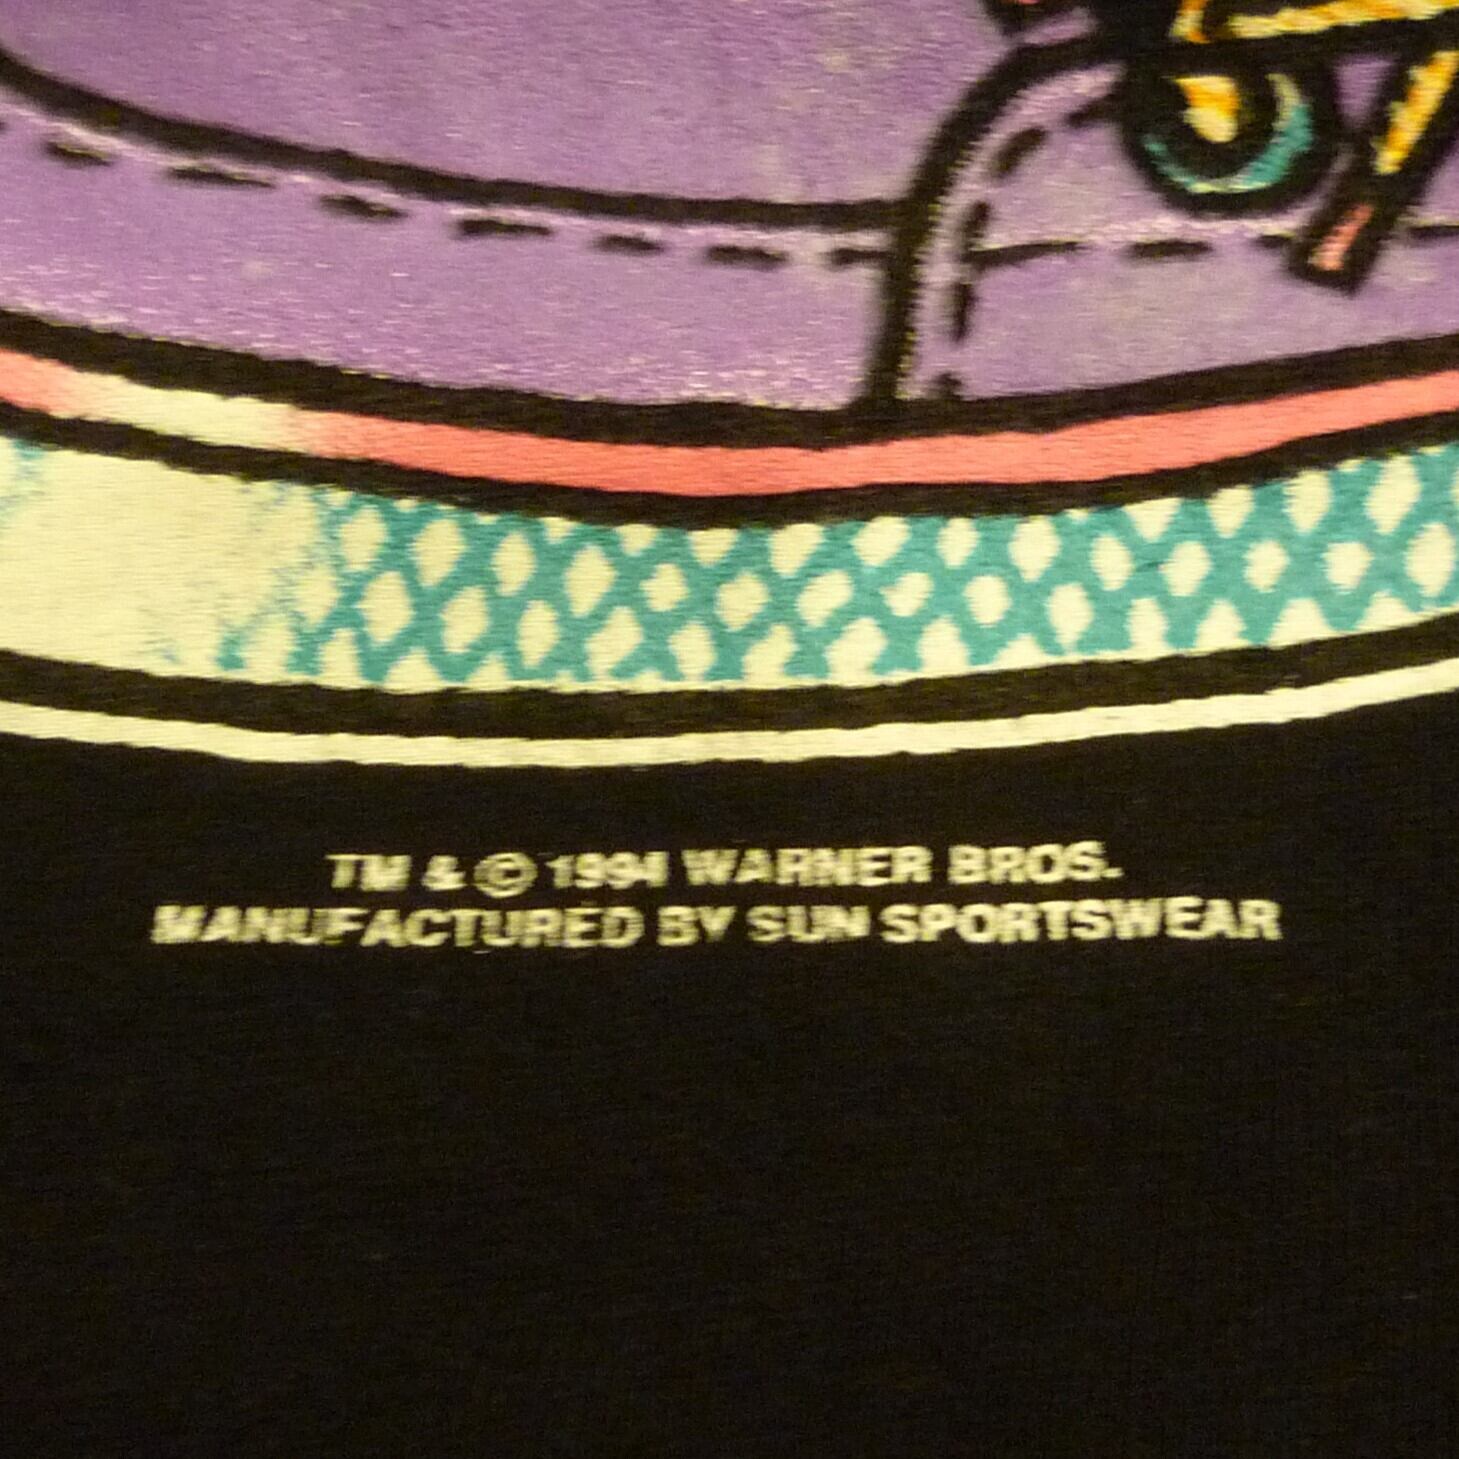 TM & © 1994 WARNER BROS.
MANUFACTURED BY SUN SPORTSWEAR